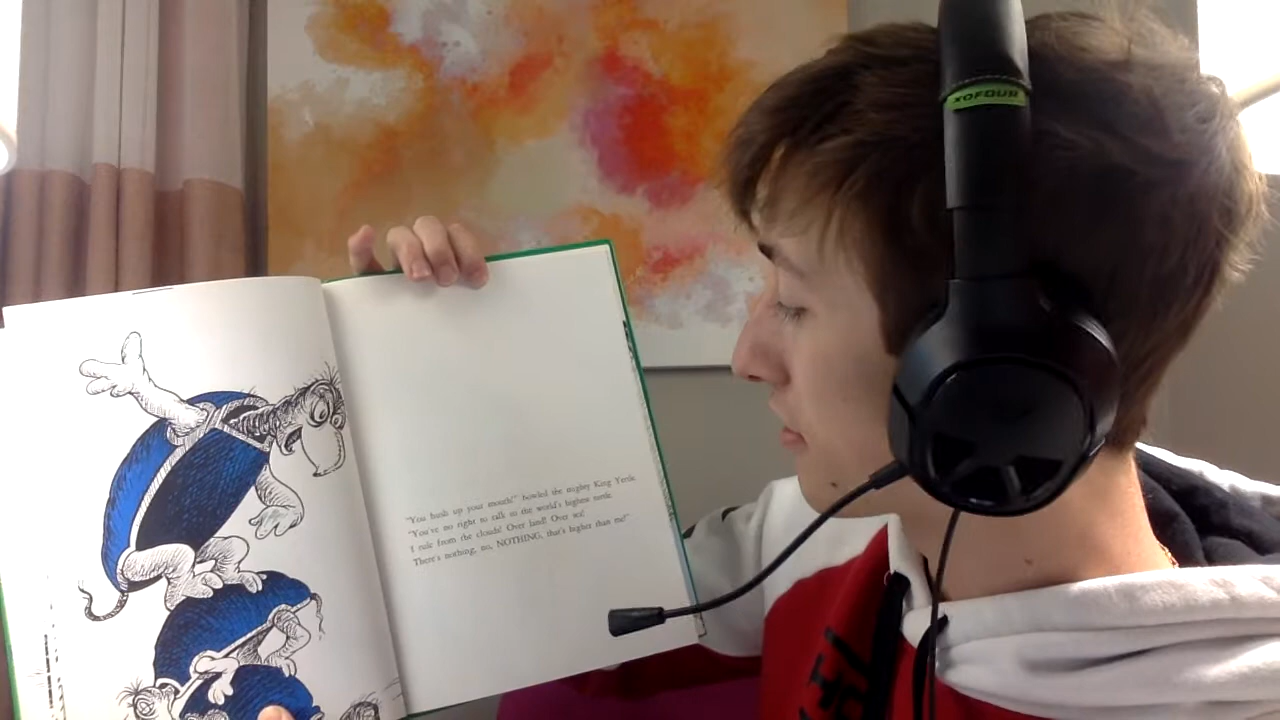 XOFOUR
"You hush up your mouth!" howled the mighty King Yertle.
"You've no right to talk to the world's highest turtle.
I rule from the clouds! Over land! Over sea!
There's nothing, no, NOTHING, that's higher than me!"